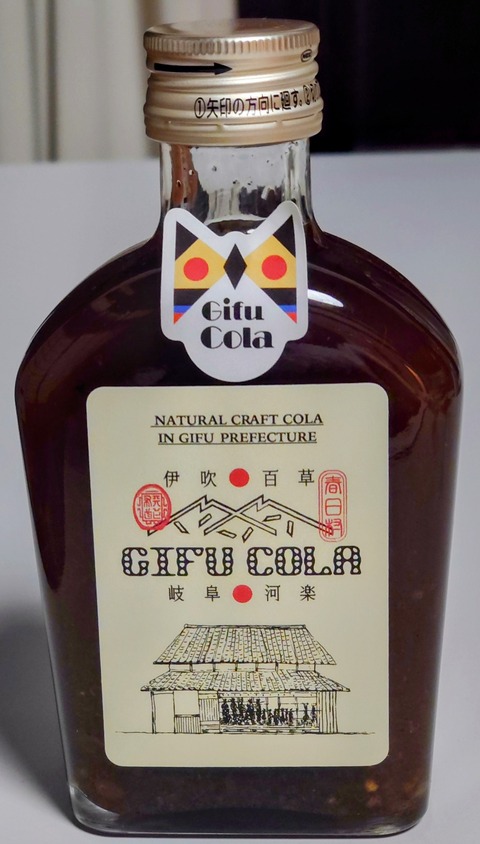 ①矢印の方向に廻す。②
Gifu
Cola
NATURAL CRAFT COLA
IN GIFU PREFECTURE
伊吹●百草
春日村
GIFU COLA
岐阜●河楽